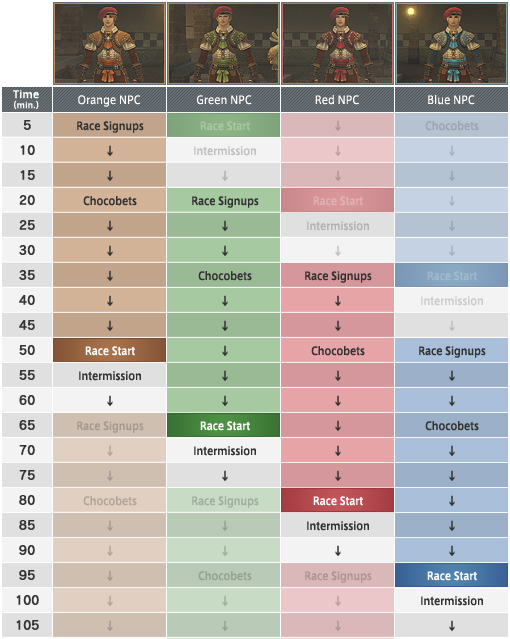 Time
(min.)
Orange NPC Green NPC Red NPC Blue NPC
5 Race Signups Race Start ↓ Chocobets
10 ↓ Intermission ↓ ↓
15 ↓ ↓ ↓ ↓
20 Chocobets Race Signups Race Start ↓
25 ↓ ↓ Intermission ↓
30 ↓ ↓ ↓ ↓
35 ↓ Chocobets Race Signups Race Start
40 ↓ ↓ ↓ Intermission
45 ↓ ↓ ↓ ↓
50 Race Start ↓ Chocobets Race Signups
55 Intermission ↓ ↓ ↓
60 ↓ ↓ ↓ ↓
65 Race Signups Race Start ↓ Chocobets
70 ↓ Intermission ↓ ↓
75 ↓ ↓ ↓ ↓
80 Chocobets Race Signups Race Start ↓
85 ↓ ↓ Intermission ↓
90 ↓ ↓ ↓ ↓
95 ↓ Chocobets Race Signups Race Start
100 ↓ ↓ ↓ Intermission
105 ↓ ↓ ↓ ↓